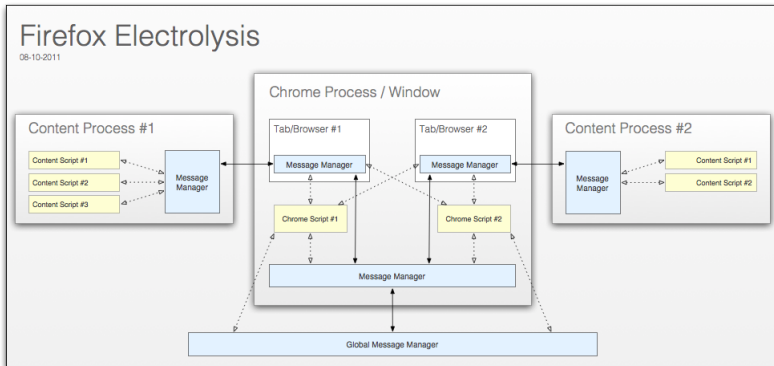 Firefox Electrolysis
08-10-2011
Chrome Process / Window
Content Process #1
Content Script #1
Content Script #2
Content Script #3
Message
Manager
Tab/Browser #1
Message Manager
Tab/Browser #2
Message Manager
Chrome Script #1
Chrome Script #2
Message Manager
Content Process #2
Message
Manager
Content Script #1
Content Script #2
Global Message Manager